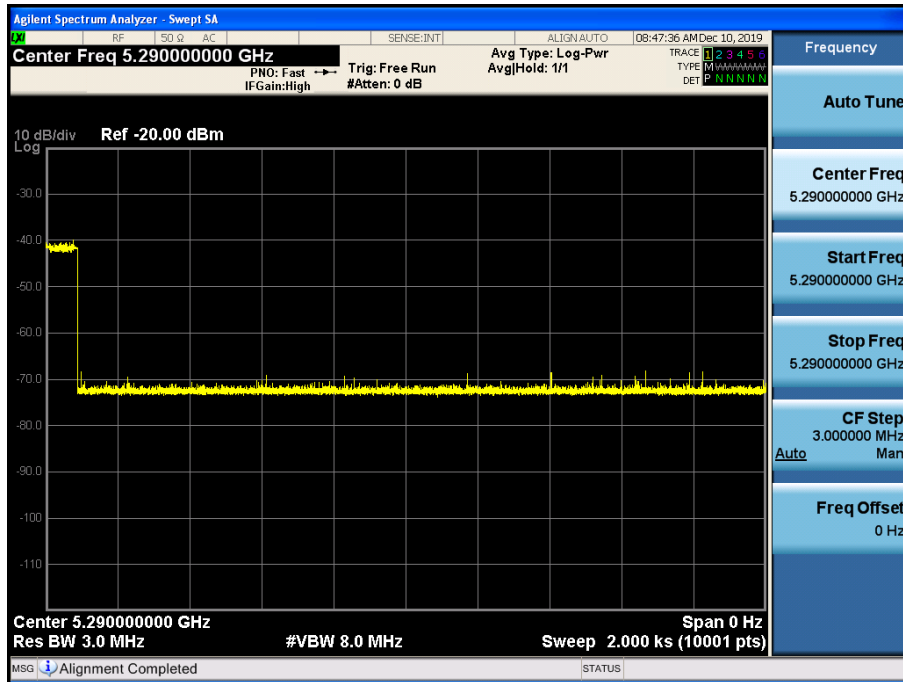 Agilent Spectrum Analyzer - Swept SA
LXI RF 50 Ω AC SENSE:INT ALIGN AUTO 08:47:36 AM Dec 10, 2019
Center Freq 5.290000000 GHz
PNO: Fast
IFGain:High
Trig: Free Run
#Atten: 0 dB
Avg Type: Log-Pwr
Avg|Hold: 1/1
TRACE 1 2 3 4 5 6
TYPE M
DET P N N N N N
10 dB/div Ref -20.00 dBm
Log
-30.0
-40.0
-50.0
-60.0
-70.0
-80.0
-90.0
-100
-110
Center 5.290000000 GHz Span 0 Hz
Res BW 3.0 MHz #VBW 8.0 MHz Sweep 2.000 ks (10001 pts)
MSG Alignment Completed STATUS
Frequency
Auto Tune
Center Freq
5.290000000 GHz
Start Freq
5.290000000 GHz
Stop Freq
5.290000000 GHz
CF Step
3.000000 MHz
Auto Man
Freq Offset
0 Hz